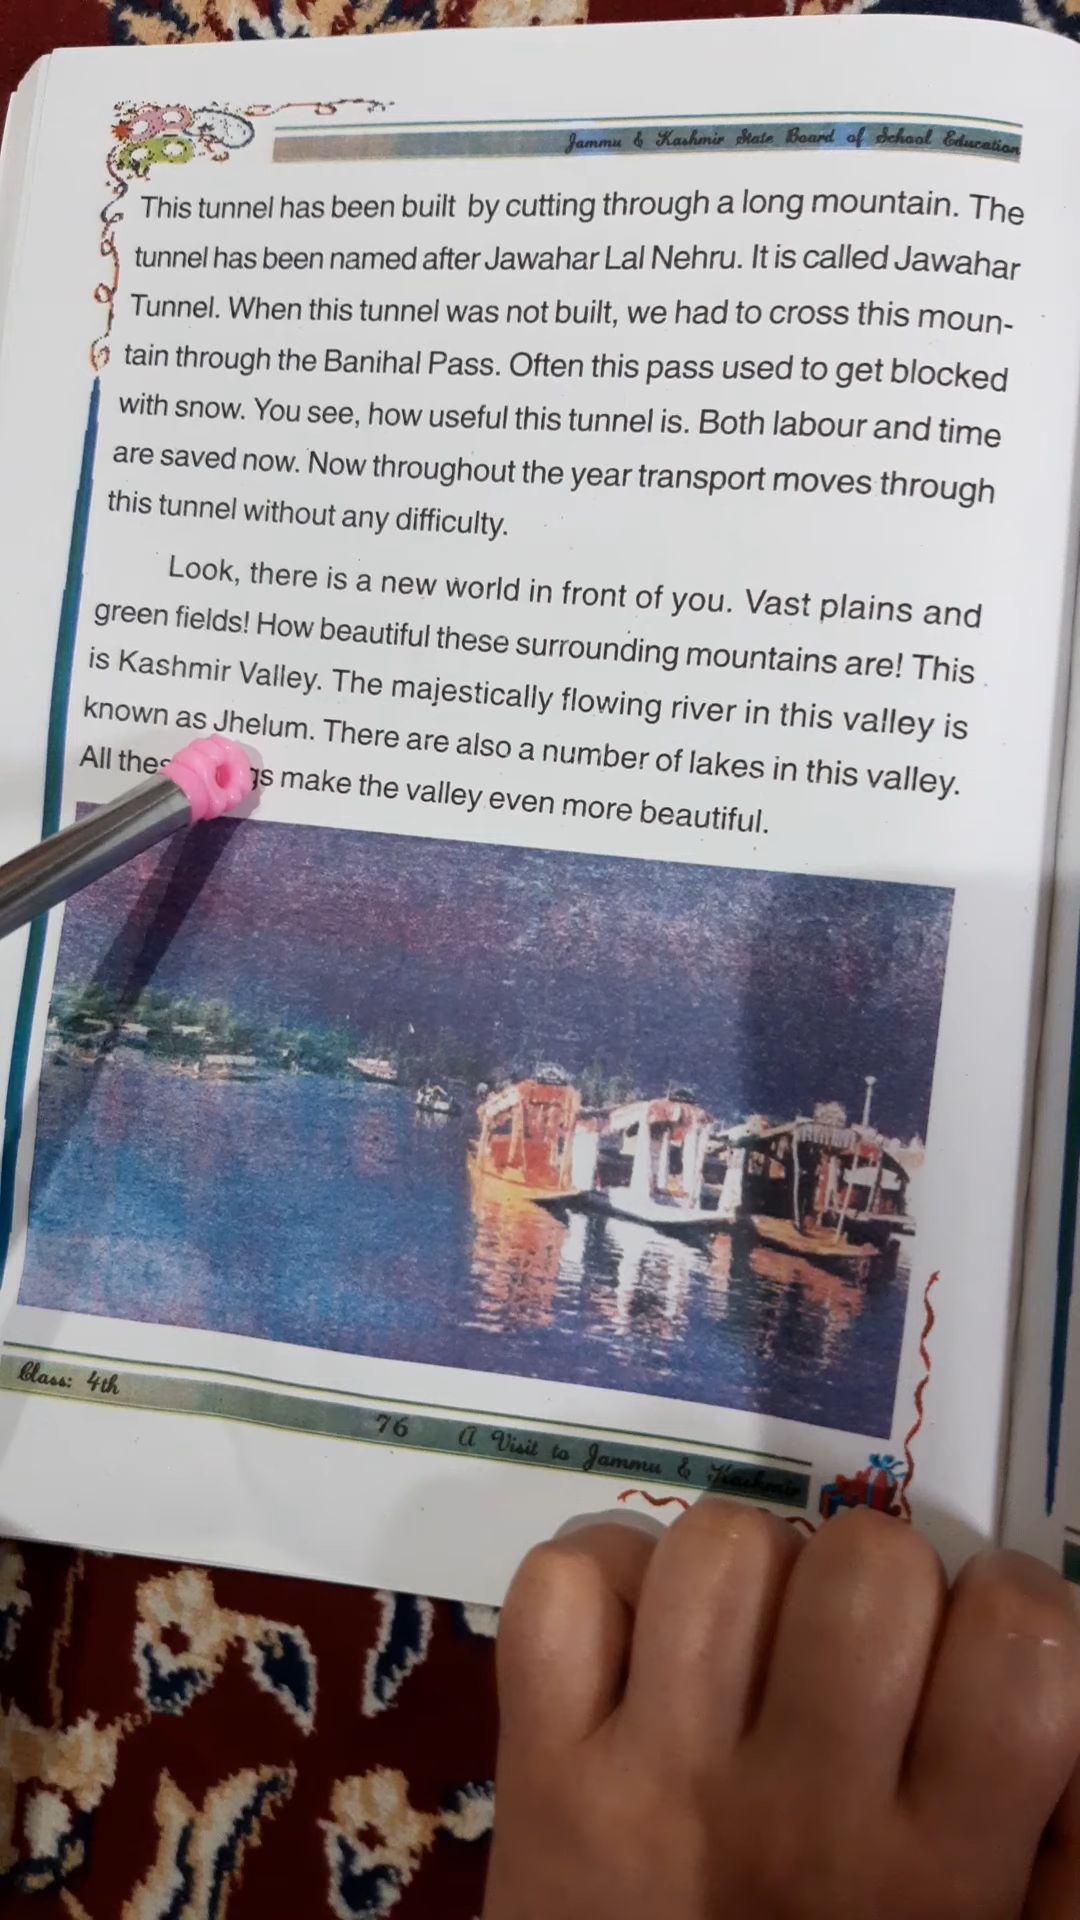 Jammu & Kashmir State Board of School Education
This tunnel has been built by cutting through a long mountain. The
tunnel has been named after Jawahar Lal Nehru. It is called Jawahar
Tunnel. When this tunnel was not built, we had to cross this moun-
tain through the Banihal Pass. Often this pass used to get blocked
with snow. You see, how useful this tunnel is. Both labour and time
are saved now. Now throughout the year transport moves through
this tunnel without any difficulty.
Look, there is a new world in front of you. Vast plains and
green fields! How beautiful these surrounding mountains are! This
is Kashmir Valley. The majestically flowing river in this valley is
known as Jhelum. There are also a number of lakes in this valley.
All make the valley even more beautiful.
Class: 4th
76 A Visit to Jammu & Kashmir